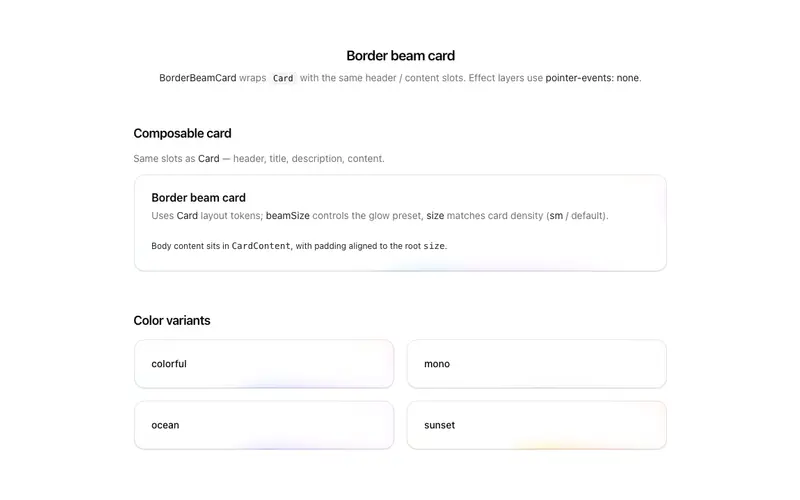 Border beam card
BorderBeamCard wraps Card with the same header / content slots. Effect layers use pointer-events: none.
Composable card
Same slots as Card — header, title, description, content.
Border beam card
Uses Card layout tokens; beamSize controls the glow preset, size matches card density (sm / default).
Body content sits in CardContent, with padding aligned to the root size.
Color variants
colorful
mono
ocean
sunset